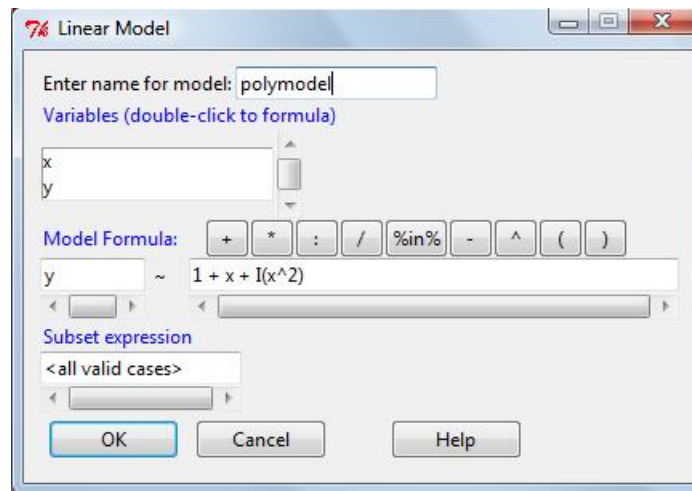 Linear Model
Enter name for model: polymodel
Variables (double-click to formula)
x
y
Model Formula: + * : / %in% - ^ ( )
y ~ 1 + x + I(x^2)
Subset expression
<all valid cases>
OK Cancel Help